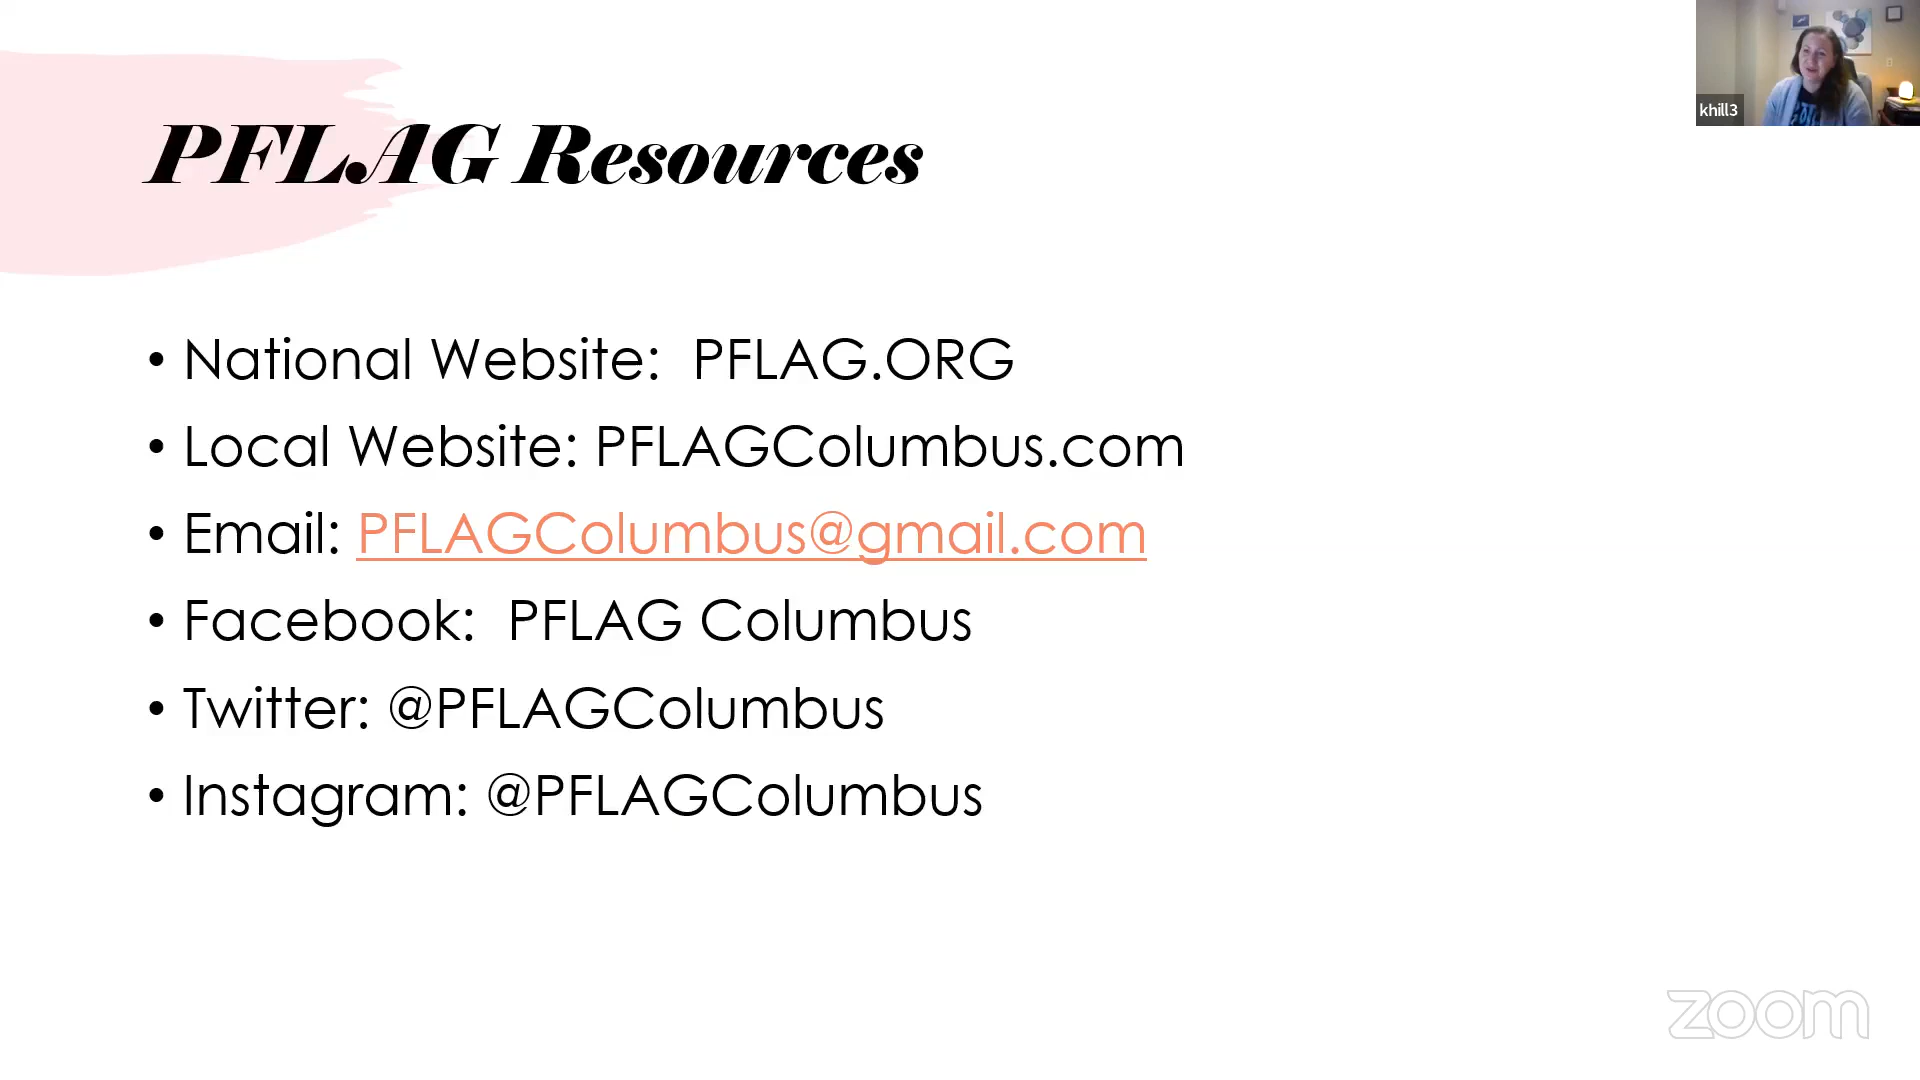 PFLAG Resources
• National Website:  PFLAG.ORG
• Local Website: PFLAGColumbus.com
• Email: PFLAGColumbus@gmail.com
• Facebook:  PFLAG Columbus
• Twitter: @PFLAGColumbus
• Instagram: @PFLAGColumbus
khill3
zoom